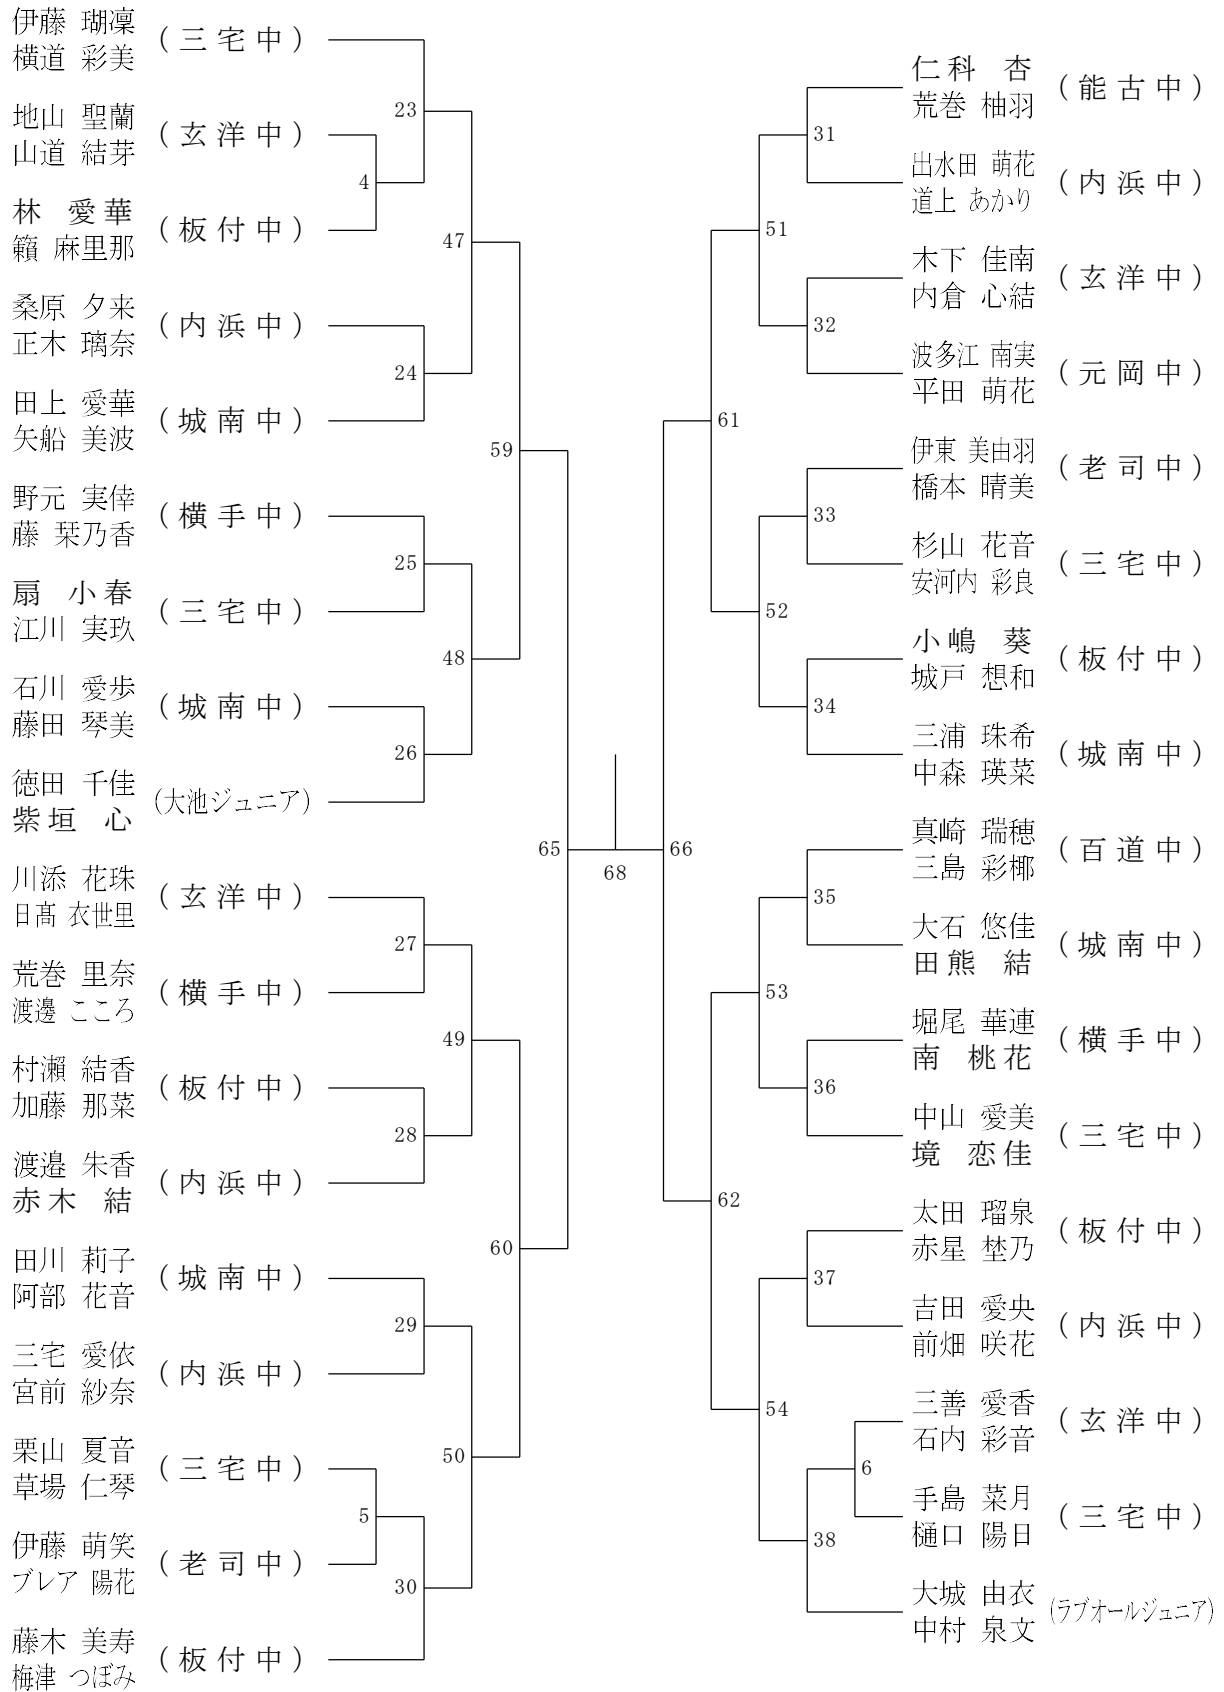 伊藤 瑚凜
横道 彩美
(三宅中)
地山 聖蘭
山道 結芽
(玄洋中)
林 愛華
籟 麻里那
(板付中)
桑原 夕来
正木 璃奈
(内浜中)
田上 愛華
矢船 美波
(城南中)
野元 実倖
藤 栞乃香
(横手中)
扇 小春
江川 実玖
(三宅中)
石川 愛歩
藤田 琴美
(城南中)
徳田 千佳
紫垣 心
(大池ジュニア)
川添 花珠
日髙 衣世里
(玄洋中)
荒巻 里奈
渡邊 こころ
(横手中)
村瀬 結香
加藤 那菜
(板付中)
渡邉 朱香
赤木 結
(内浜中)
田川 莉子
阿部 花音
(城南中)
三宅 愛依
宮前 紗奈
(内浜中)
栗山 夏音
草場 仁琴
(三宅中)
伊藤 萌笑
ブレア 陽花
(老司中)
藤木 美寿
梅津 つぼみ
(板付中)
23
4
47
24
59
25
48
26
65
27
49
28
60
29
50
5
30
68
66
31
51
32
61
33
52
34
35
53
36
62
37
54
6
38
仁科 杏
荒巻 柚羽
(能古中)
出水田 萌花
道上 あかり
(内浜中)
木下 佳南
内倉 心結
(玄洋中)
波多江 南実
平田 萌花
(元岡中)
伊東 美由羽
橋本 晴美
(老司中)
杉山 花音
安河内 彩良
(三宅中)
小嶋 葵
城戸 想和
(板付中)
三浦 珠希
中森 瑛菜
(城南中)
真崎 瑞穂
三島 彩椰
(百道中)
大石 悠佳
田熊 結
(城南中)
堀尾 華連
南 桃花
(横手中)
中山 愛美
境 恋佳
(三宅中)
太田 瑠泉
赤星 埜乃
(板付中)
吉田 愛央
前畑 咲花
(内浜中)
三善 愛香
石内 彩音
(玄洋中)
手島 菜月
樋口 陽日
(三宅中)
大城 由衣
中村 泉文
(ラブオールジュニア)